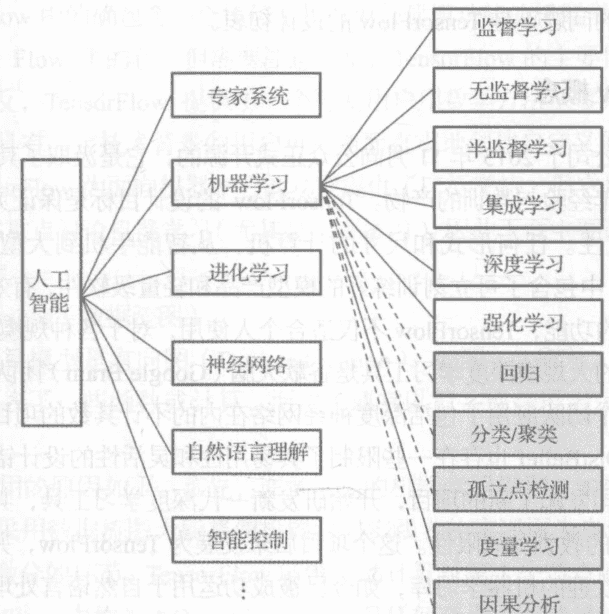 人工
智能
专家系统
机器学习
进化学习
神经网络
自然语言理解
智能控制
⋮
监督学习
无监督学习
半监督学习
集成学习
深度学习
强化学习
回归
分类/聚类
孤立点检测
度量学习
因果分析